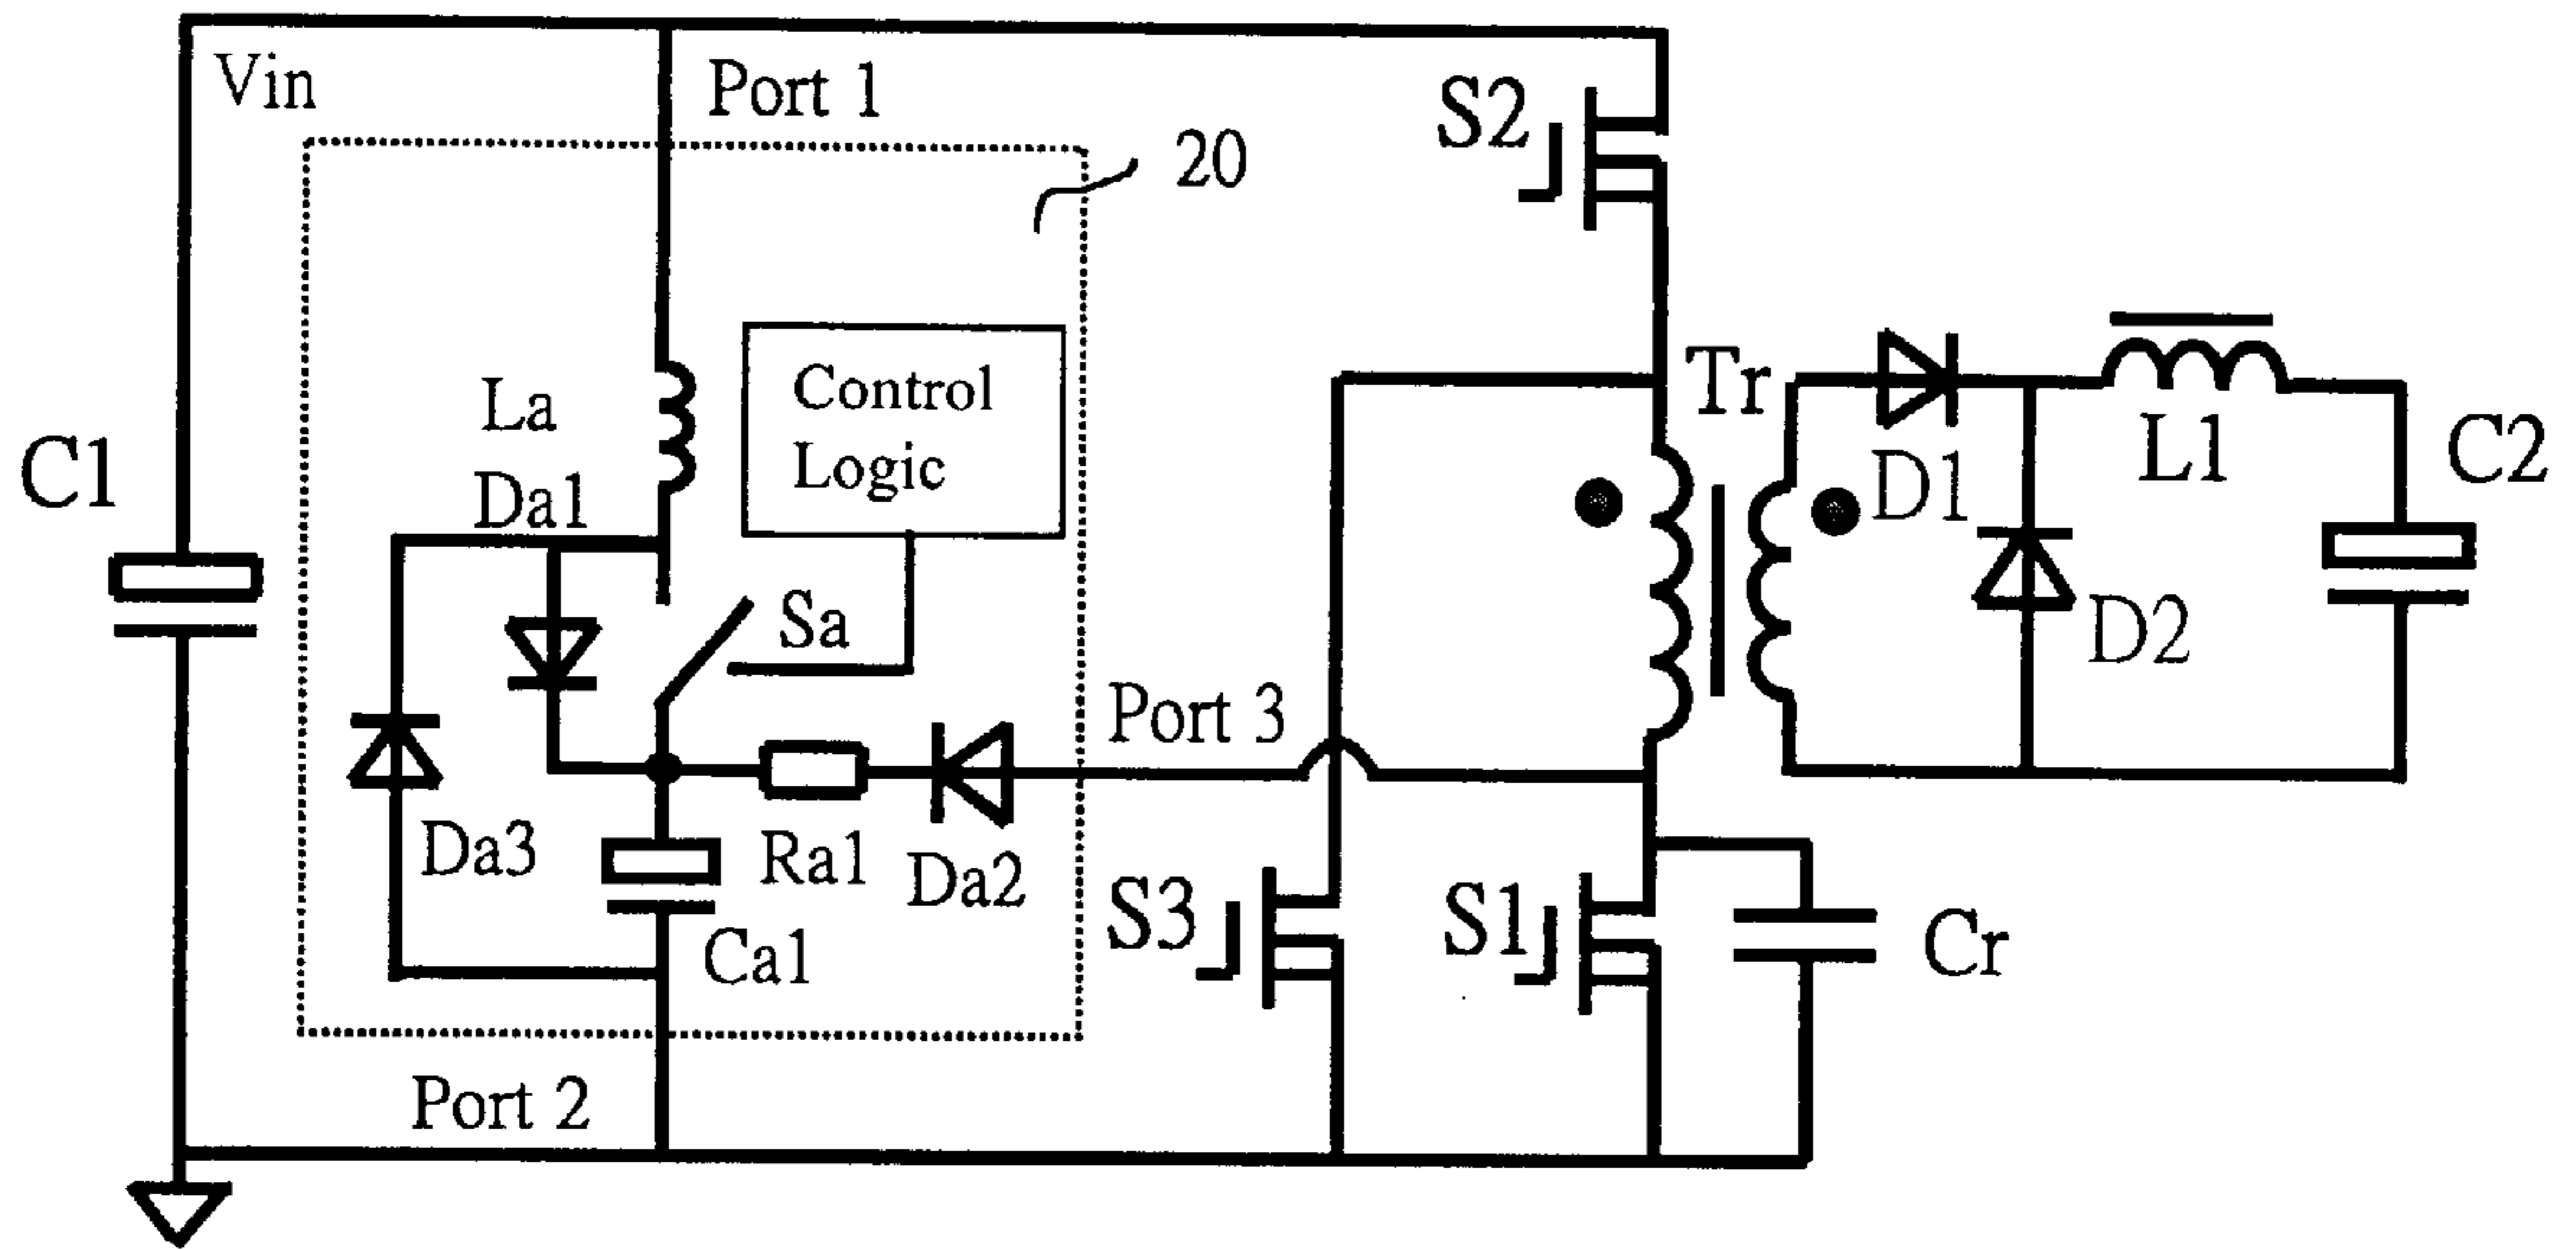 Vin
Port 1
S2
20
Control
Logic
La
Da1
Tr
C1
D1
L1
C2
Sa
D2
Port 3
Da3
Ra1
Da2
S3
S1
Ca1
Cr
Port 2